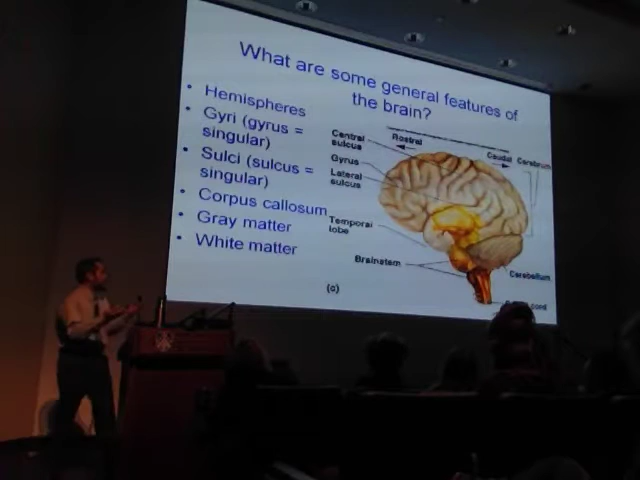 What are some general features of
the brain?
• Hemispheres
• Gyri (gyrus =
singular)
• Sulci (sulcus =
singular)
• Corpus callosum
• Gray matter
• White matter
Central
sulcus
Rostral
Caudal
Cerebrum
Gyrus
Lateral
sulcus
Temporal
lobe
Brainstem
Cerebellum
cord
(c)